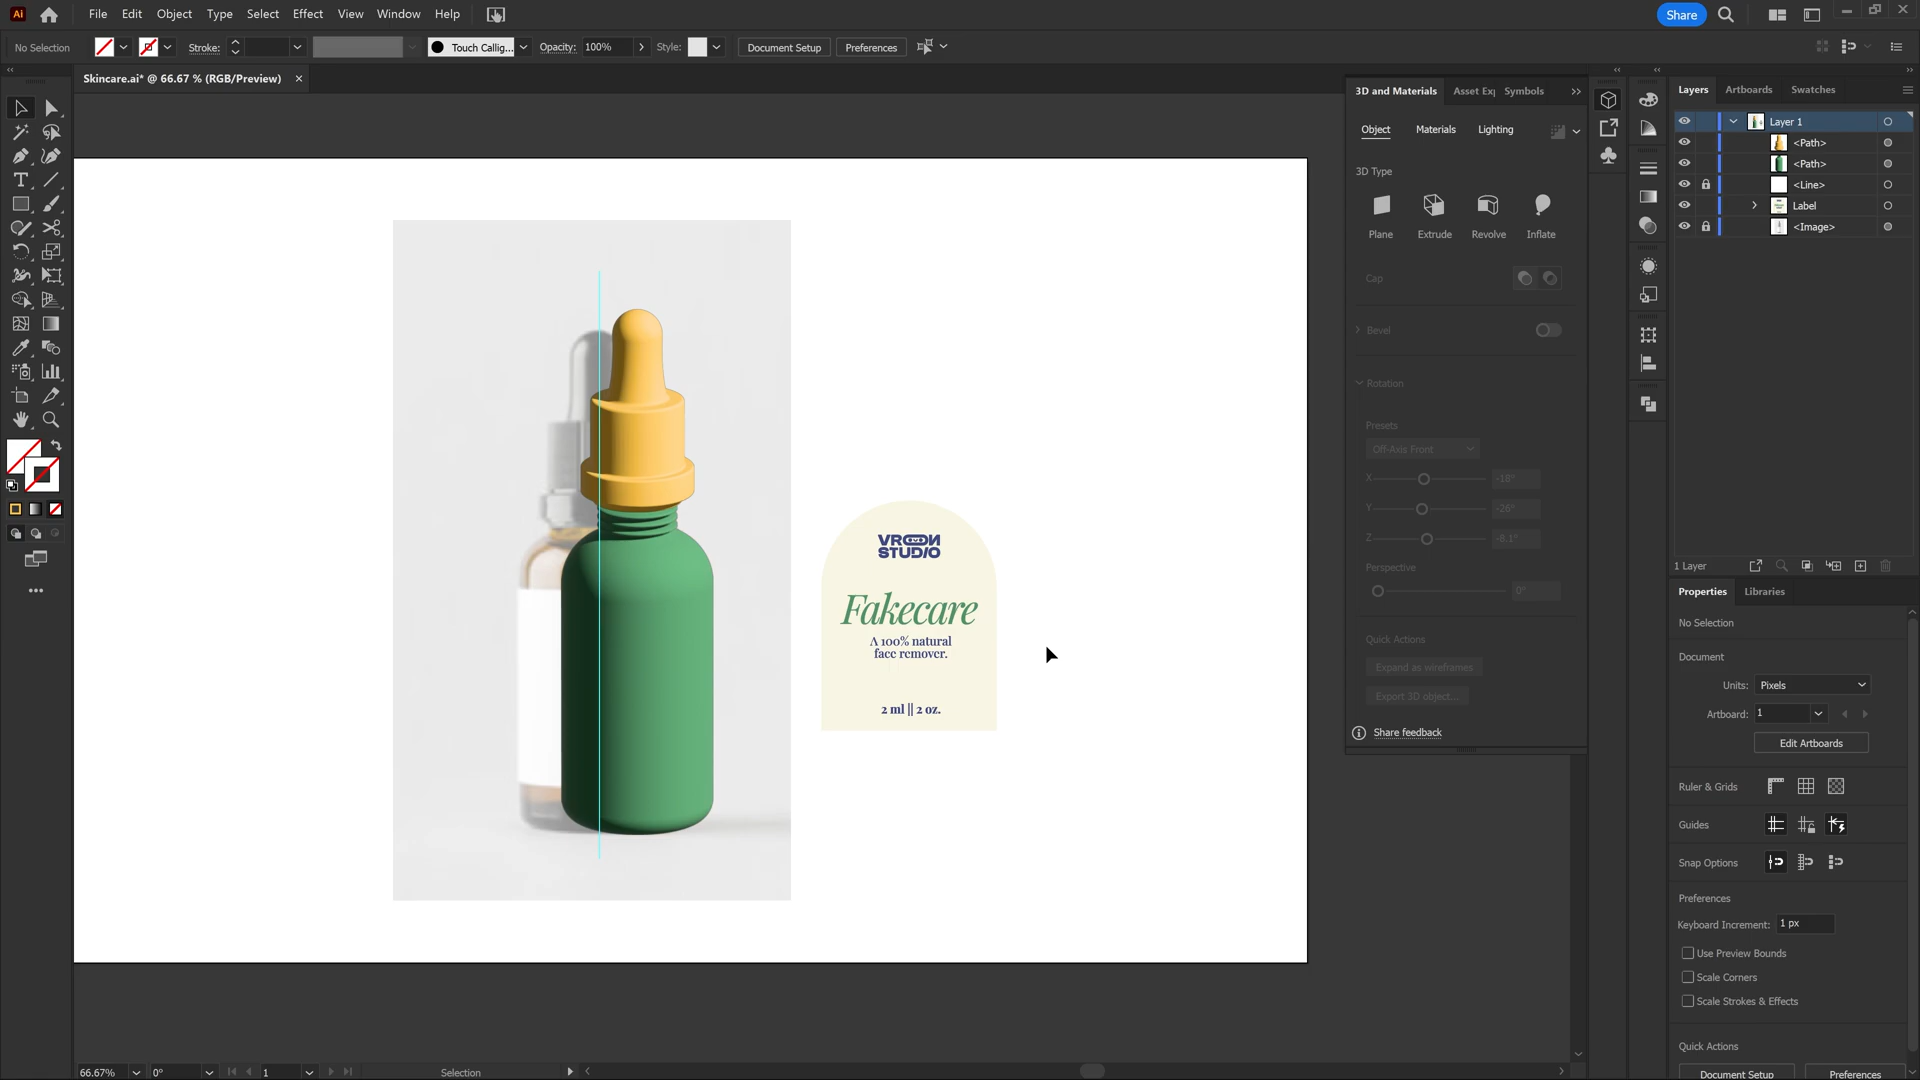 Ai
File Edit Object Type Select Effect View Window Help
Share
No Selection
Stroke:
Touch Callig...
Opacity: 100%
Style:
Document Setup
Preferences
Skincare.ai* @ 66.67 % (RGB/Preview)
3D and Materials
Symbols
Object Materials Lighting
3D Type
Plane Extrude Revolve Inflate
Cap
Bevel
Rotation
Presets
Off-Axis Front
X -18°
Y -26°
Z -8.1°
Perspective
0°
Quick Actions
Expand as wireframes
Export 3D object...
Share feedback
VROON
STUDIO
Fakecare
A 100% natural
face remover.
2 ml || 2 oz.
Layers Artboards Swatches
Layer 1
<Path>
<Path>
<Line>
Label
<Image>
1 Layer
Properties Libraries
No Selection
Document
Units: Pixels
Artboard: 1
Edit Artboards
Ruler & Grids
Guides
Snap Options
Preferences
Keyboard Increment: 1 px
Use Preview Bounds
Scale Corners
Scale Strokes & Effects
Quick Actions
Document Setup Preferences
66.67% 0° 1 Selection